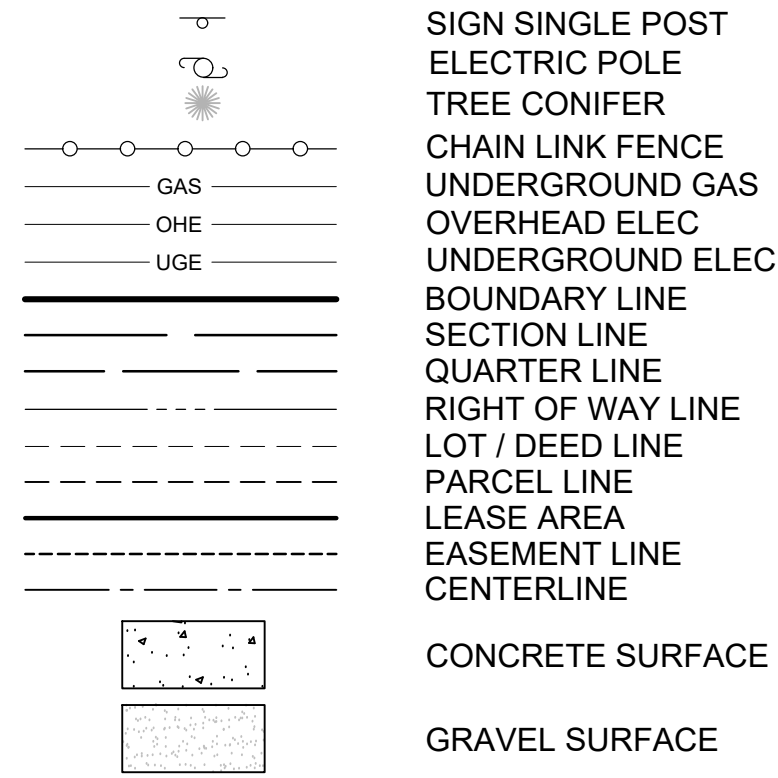 SIGN SINGLE POST
ELECTRIC POLE
TREE CONIFER
CHAIN LINK FENCE
GAS UNDERGROUND GAS
OHE OVERHEAD ELEC
UGE UNDERGROUND ELEC
BOUNDARY LINE
SECTION LINE
QUARTER LINE
RIGHT OF WAY LINE
LOT / DEED LINE
PARCEL LINE
LEASE AREA
EASEMENT LINE
CENTERLINE
CONCRETE SURFACE
GRAVEL SURFACE